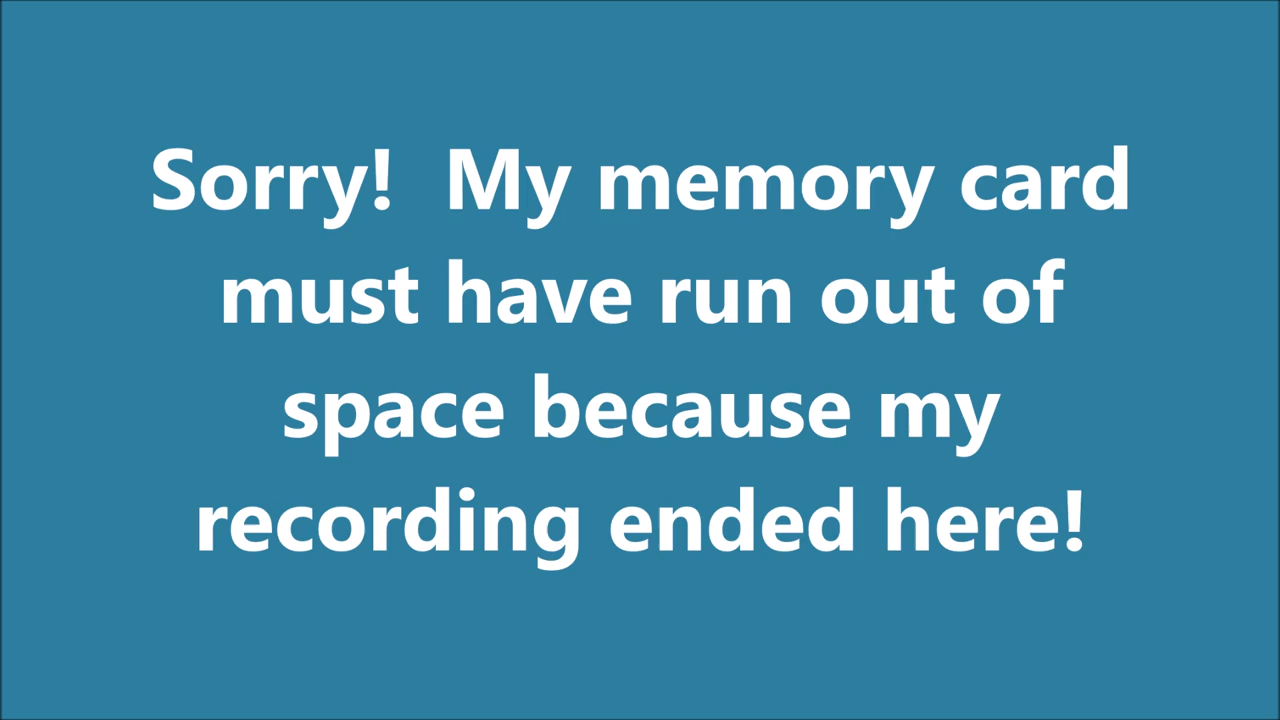 Sorry!  My memory card
must have run out of
space because my
recording ended here!